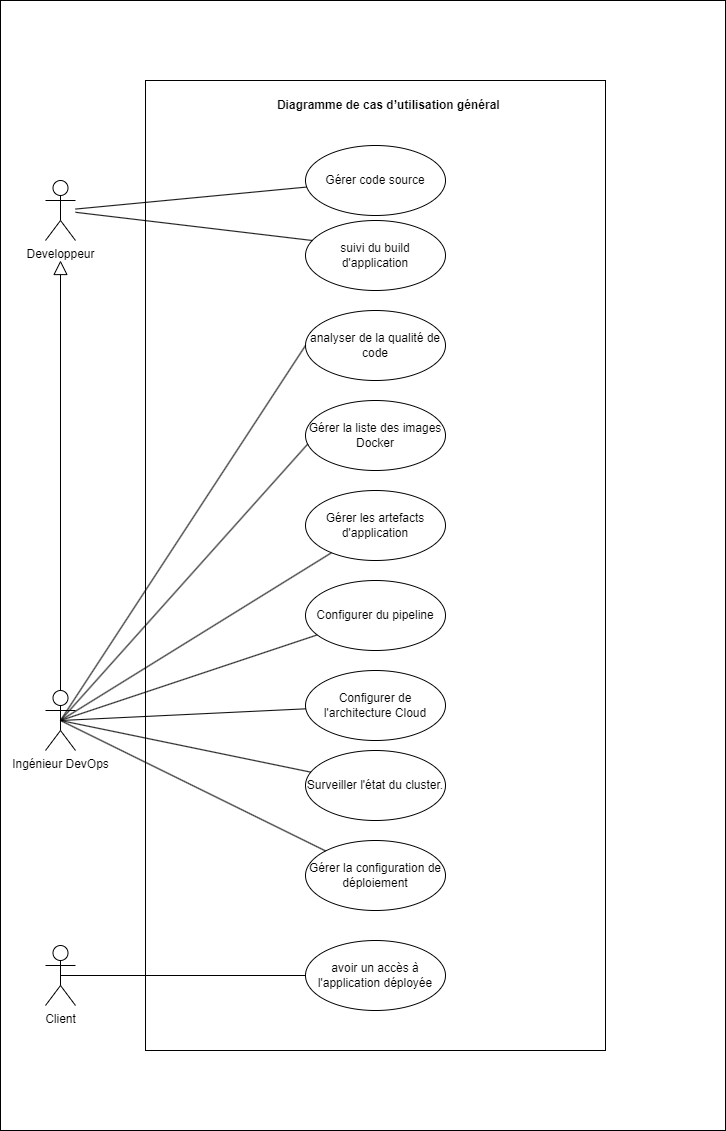 Diagramme de cas d’utilisation général
Gérer code source
Developpeur
suivi du build
d'application
analyser de la qualité de
code
Gérer la liste des images
Docker
Gérer les artefacts
d'application
Configurer du pipeline
Configurer de
l'architecture Cloud
Ingénieur DevOps
Surveiller l'état du cluster.
Gérer la configuration de
déploiement
avoir un accès à
l'application déployée
Client